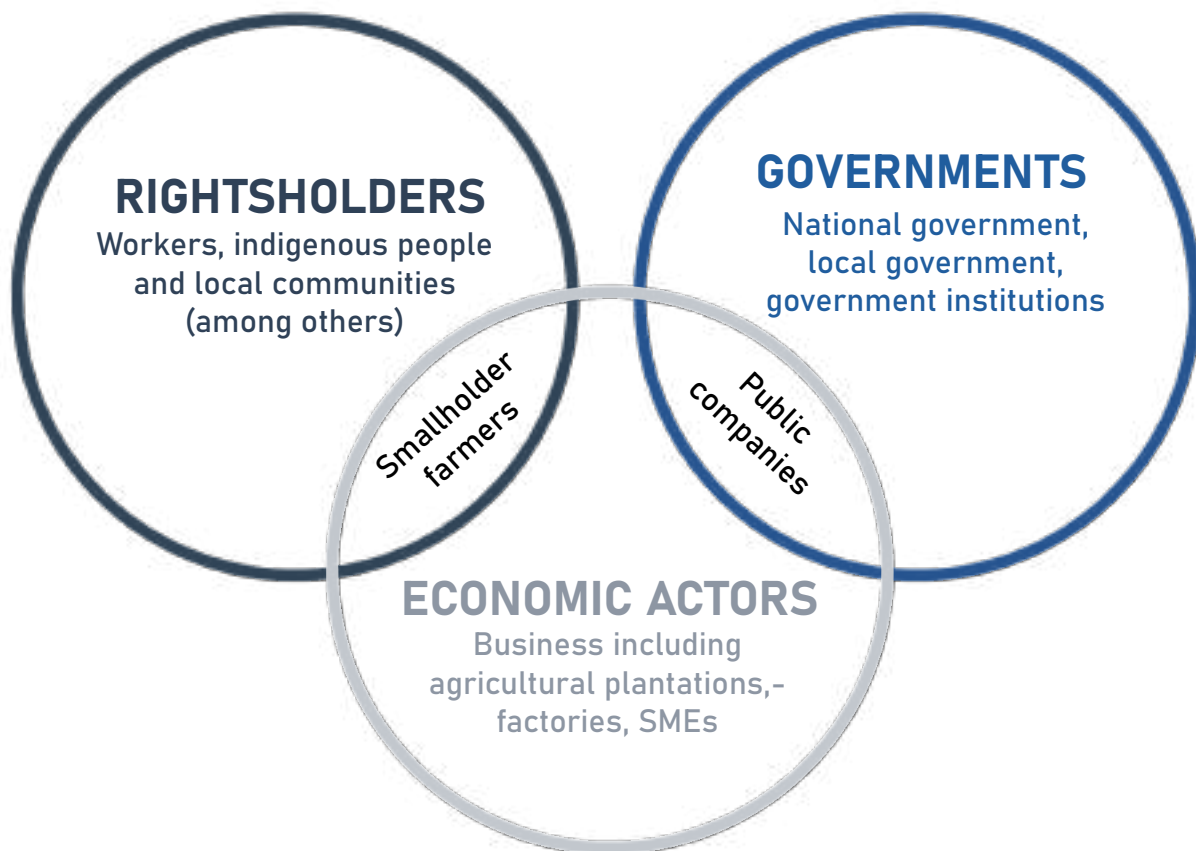 RIGHTSHOLDERS
Workers, indigenous people
and local communities
(among others)
GOVERNMENTS
National government,
local government,
government institutions
Smallholder
farmers
Public
companies
ECONOMIC ACTORS
Business including
agricultural plantations,-
factories, SMEs